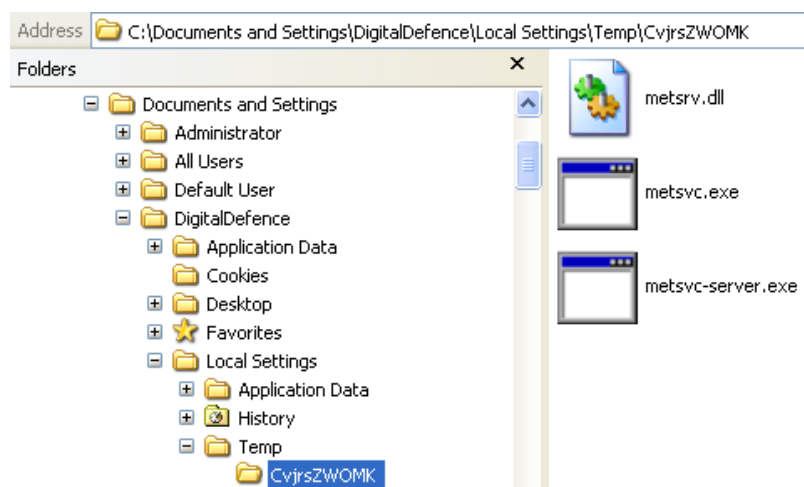 Address C:\Documents and Settings\DigitalDefence\Local Settings\Temp\CvjrsZWOMK
Folders
Documents and Settings
Administrator
All Users
Default User
DigitalDefence
Application Data
Cookies
Desktop
Favorites
Local Settings
Application Data
History
Temp
CvjrsZWOMK
metsrv.dll
metsvc.exe
metsvc-server.exe